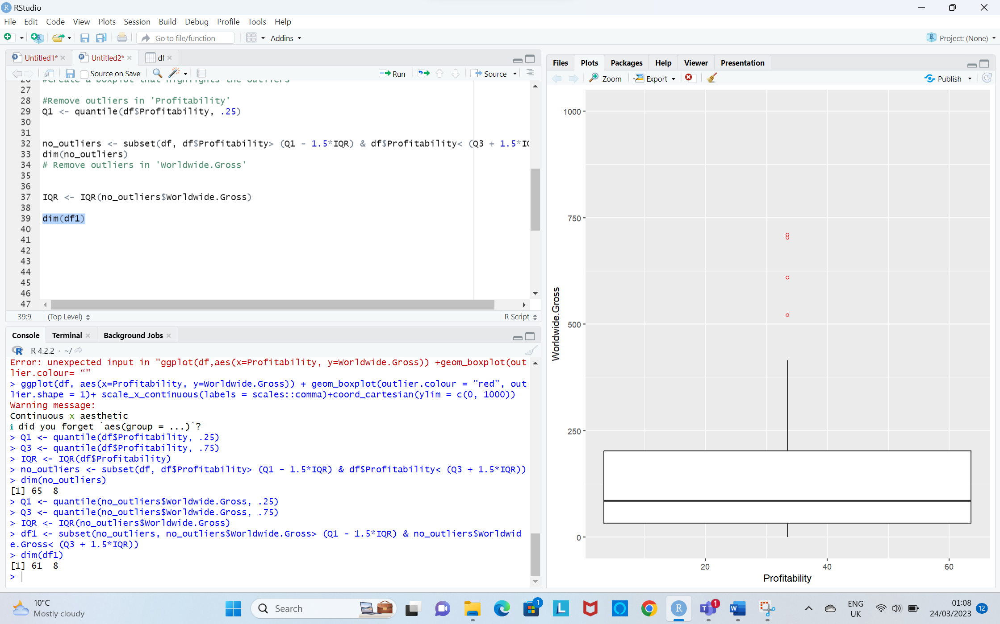 RStudio
File Edit Code View Plots Session Build Debug Profile Tools Help
Go to file/function Addins Project: (None)
Untitled1* Untitled2* df
Source on Save Run Source
26 #Create a boxplot that highlights the outliers
27
28 #Remove outliers in 'Profitability'
29 Q1 <- quantile(df$Profitability, .25)
30
31
32 no_outliers <- subset(df, df$Profitability> (Q1 - 1.5*IQR) & df$Profitability< (Q3 + 1.5*IQ
33 dim(no_outliers)
34 # Remove outliers in 'Worldwide.Gross'
35
36
37 IQR <- IQR(no_outliers$Worldwide.Gross)
38
39 dim(df1)
40
41
42
43
44
45
46
47
39:9 (Top Level) R Script
Console Terminal Background Jobs
R 4.2.2 · ~/
Error: unexpected input in "ggplot(df,aes(x=Profitability, y=Worldwide.Gross)) +geom_boxplot(out
lier.colour= “"
> ggplot(df, aes(x=Profitability, y=Worldwide.Gross)) + geom_boxplot(outlier.colour = "red", out
lier.shape = 1)+ scale_x_continuous(labels = scales::comma)+coord_cartesian(ylim = c(0, 1000))
Warning message:
Continuous x aesthetic
ℹ did you forget `aes(group = ...)`?
> Q1 <- quantile(df$Profitability, .25)
> Q3 <- quantile(df$Profitability, .75)
> IQR <- IQR(df$Profitability)
> no_outliers <- subset(df, df$Profitability> (Q1 - 1.5*IQR) & df$Profitability< (Q3 + 1.5*IQR))
> dim(no_outliers)
[1] 65 8
> Q1 <- quantile(no_outliers$Worldwide.Gross, .25)
> Q3 <- quantile(no_outliers$Worldwide.Gross, .75)
> IQR <- IQR(no_outliers$Worldwide.Gross)
> df1 <- subset(no_outliers, no_outliers$Worldwide.Gross> (Q1 - 1.5*IQR) & no_outliers$Worldwid
e.Gross< (Q3 + 1.5*IQR))
> dim(df1)
[1] 61 8
>
Files Plots Packages Help Viewer Presentation
Zoom Export Publish
1000
750
500
250
0
Worldwide.Gross
20 40 60
Profitability
10°C
Mostly cloudy
Search
1
L
R
T 1
W
ENG
UK
01:08
24/03/2023
12